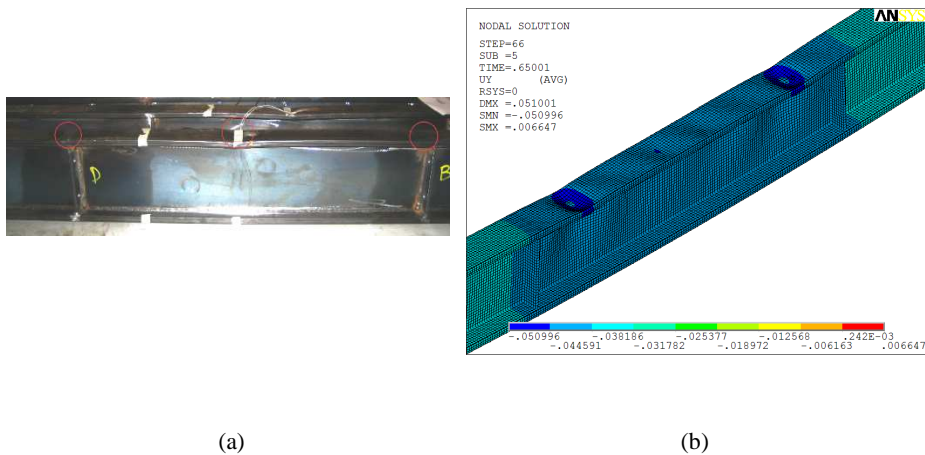 D
B
ANSYS
NODAL SOLUTION
STEP=66
SUB =5
TIME=.65001
UY (AVG)
RSYS=0
DMX =.051001
SMN =-.050996
SMX =.006647
-.050996 -.038186 -.025377 -.012568 .242E-03
-.044591 -.031782 -.018972 -.006163 .006647
(a) (b)